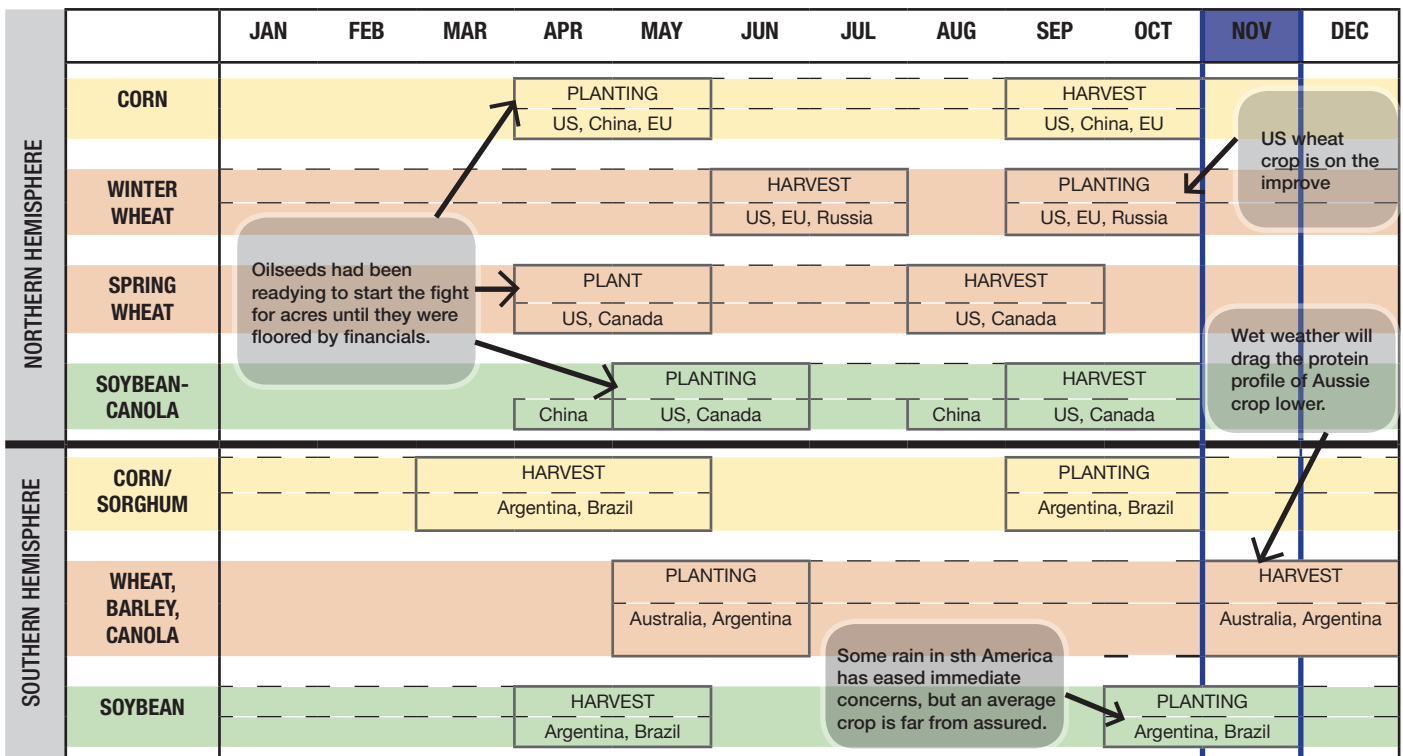 JAN FEB MAR APR MAY JUN JUL AUG SEP OCT NOV DEC
NORTHERN HEMISPHERE
CORN
PLANTING
US, China, EU
HARVEST
US, China, EU
US wheat
crop is on the
improve
WINTER
WHEAT
HARVEST
US, EU, Russia
PLANTING
US, EU, Russia
Oilseeds had been
readying to start the fight
for acres until they were
floored by financials.
SPRING
WHEAT
PLANT
US, Canada
HARVEST
US, Canada
Wet weather will
drag the protein
profile of Aussie
crop lower.
SOYBEAN-
CANOLA
PLANTING
China
US, Canada
HARVEST
China
US, Canada
SOUTHERN HEMISPHERE
CORN/
SORGHUM
HARVEST
Argentina, Brazil
PLANTING
Argentina, Brazil
WHEAT,
BARLEY,
CANOLA
PLANTING
Australia, Argentina
HARVEST
Australia, Argentina
Some rain in sth America
has eased immediate
concerns, but an average
crop is far from assured.
SOYBEAN
HARVEST
Argentina, Brazil
PLANTING
Argentina, Brazil